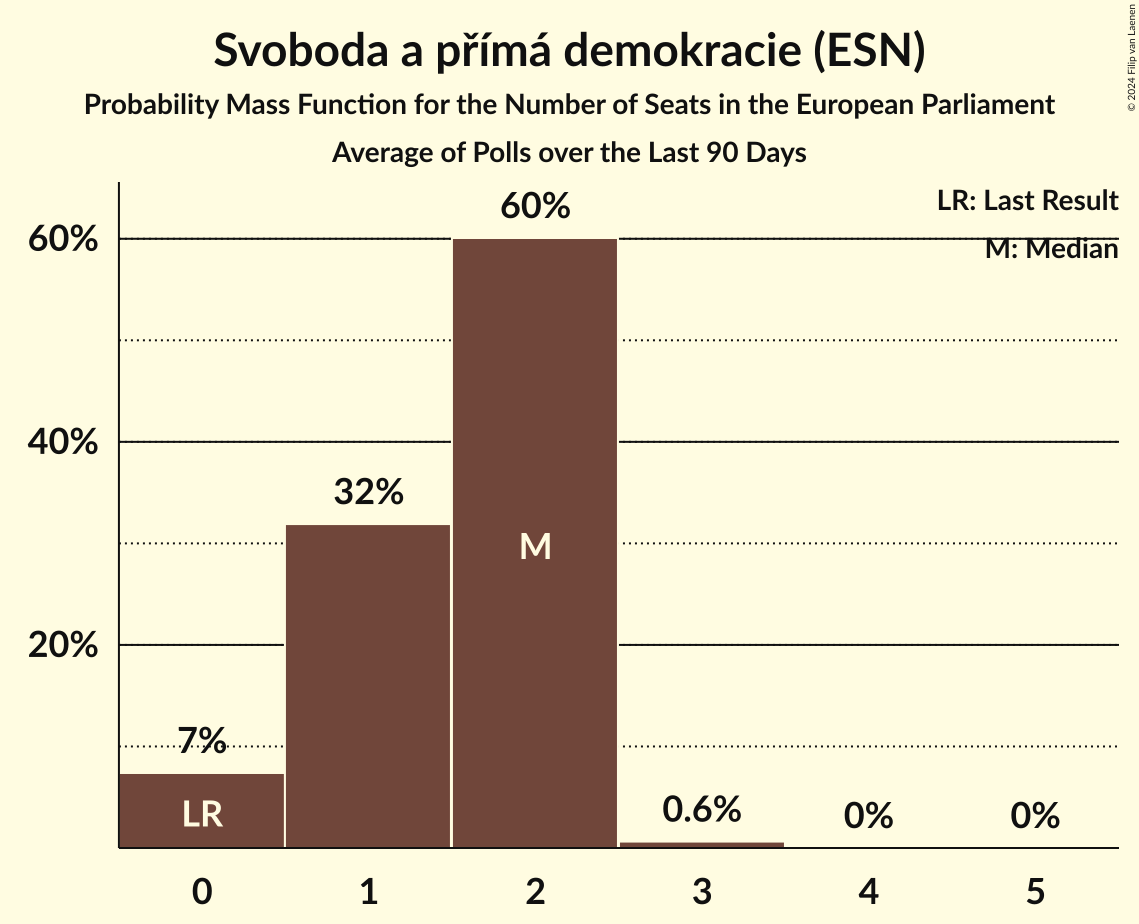 Svoboda a přímá demokracie (ESN)
Probability Mass Function for the Number of Seats in the European Parliament
Average of Polls over the Last 90 Days
© 2024 Filip van Laenen
LR: Last Result
M: Median
60%
40%
20%
7%
32%
60%
0.6%
0%
0%
LR
M
0 1 2 3 4 5